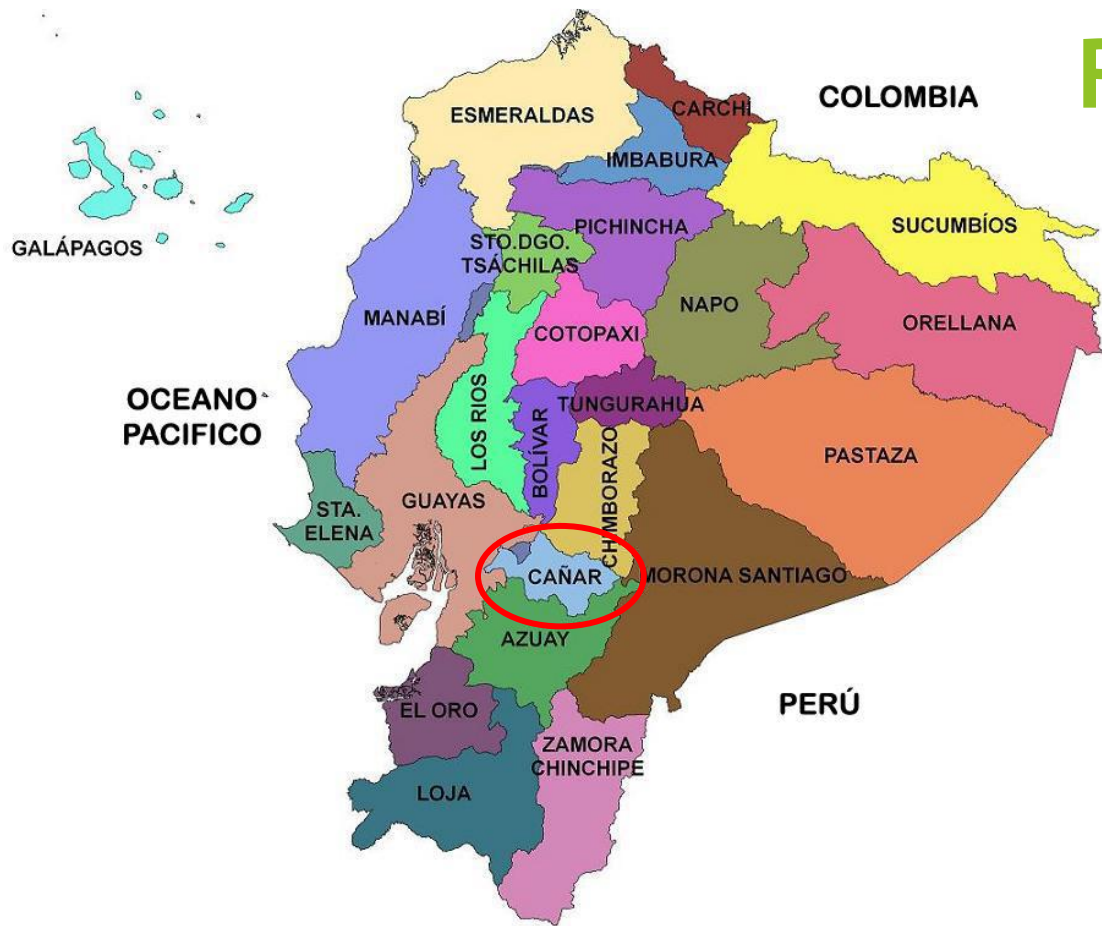 COLOMBIA
CARCHÍ
ESMERALDAS
IMBABURA
SUCUMBÍOS
PICHINCHA
GALÁPAGOS
STO.DGO.
TSÁCHILAS
NAPO
MANABÍ
ORELLANA
COTOPAXI
OCEANO
PACIFICO
TUNGURAHUA
LOS RIOS
BOLÍVAR
CHIMBORAZO
PASTAZA
GUAYAS
STA.
ELENA
CAÑAR
MORONA SANTIAGO
AZUAY
PERÚ
EL ORO
ZAMORA
CHINCHIPE
LOJA